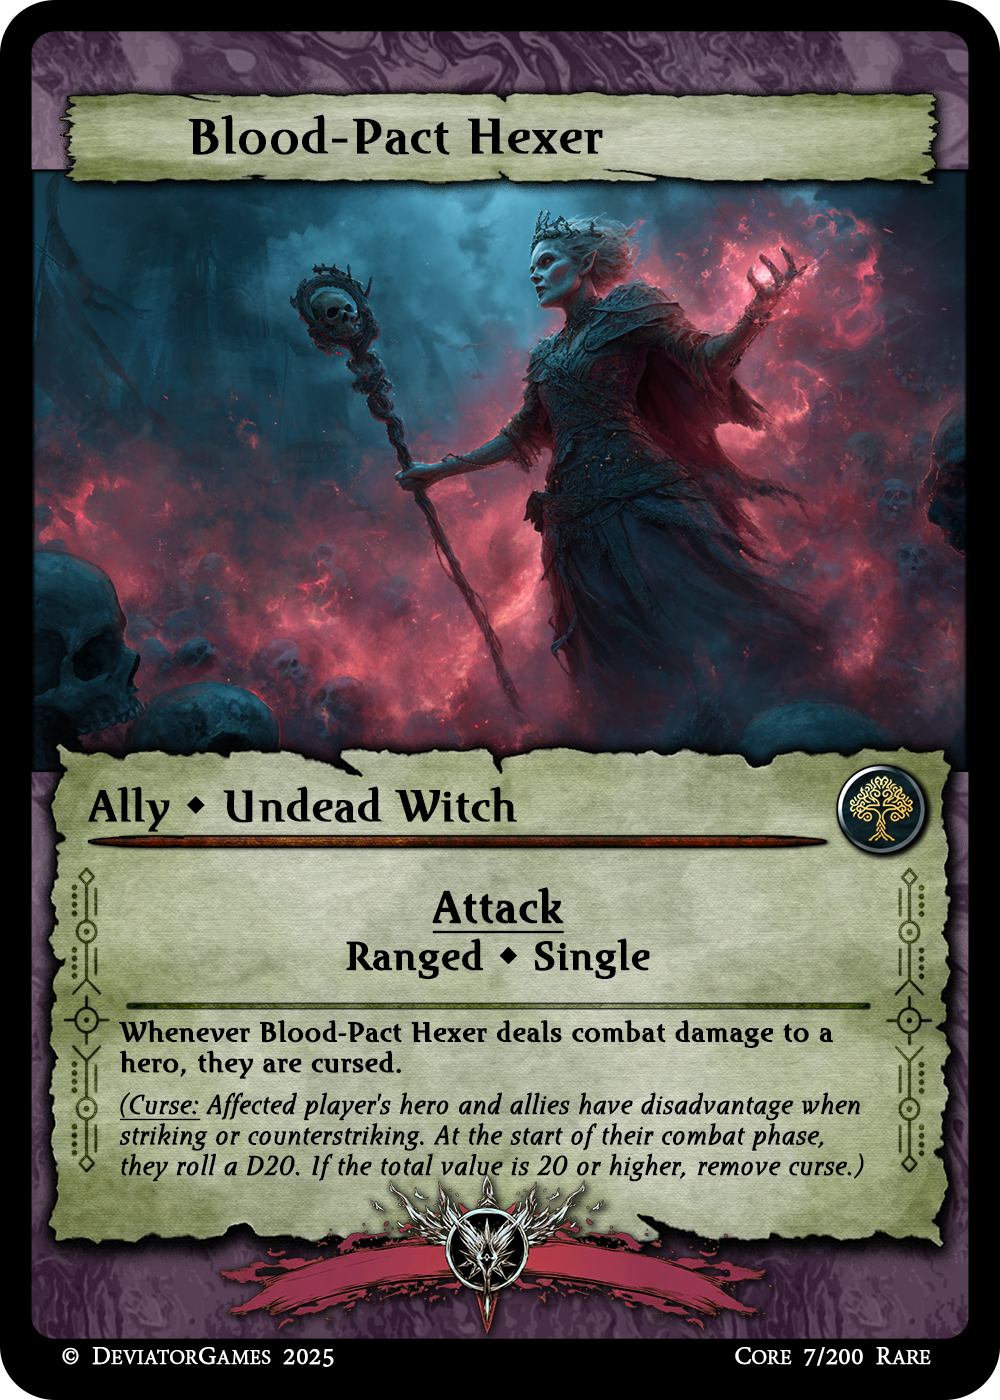 Blood-Pact Hexer
Ally ◆ Undead Witch
Attack
Ranged ◆ Single
Whenever Blood-Pact Hexer deals combat damage to a
hero, they are cursed.
(Curse: Affected player's hero and allies have disadvantage when
striking or counterstriking. At the start of their combat phase,
they roll a D20. If the total value is 20 or higher, remove curse.)
© DeviatorGames 2025
Core 7/200 Rare